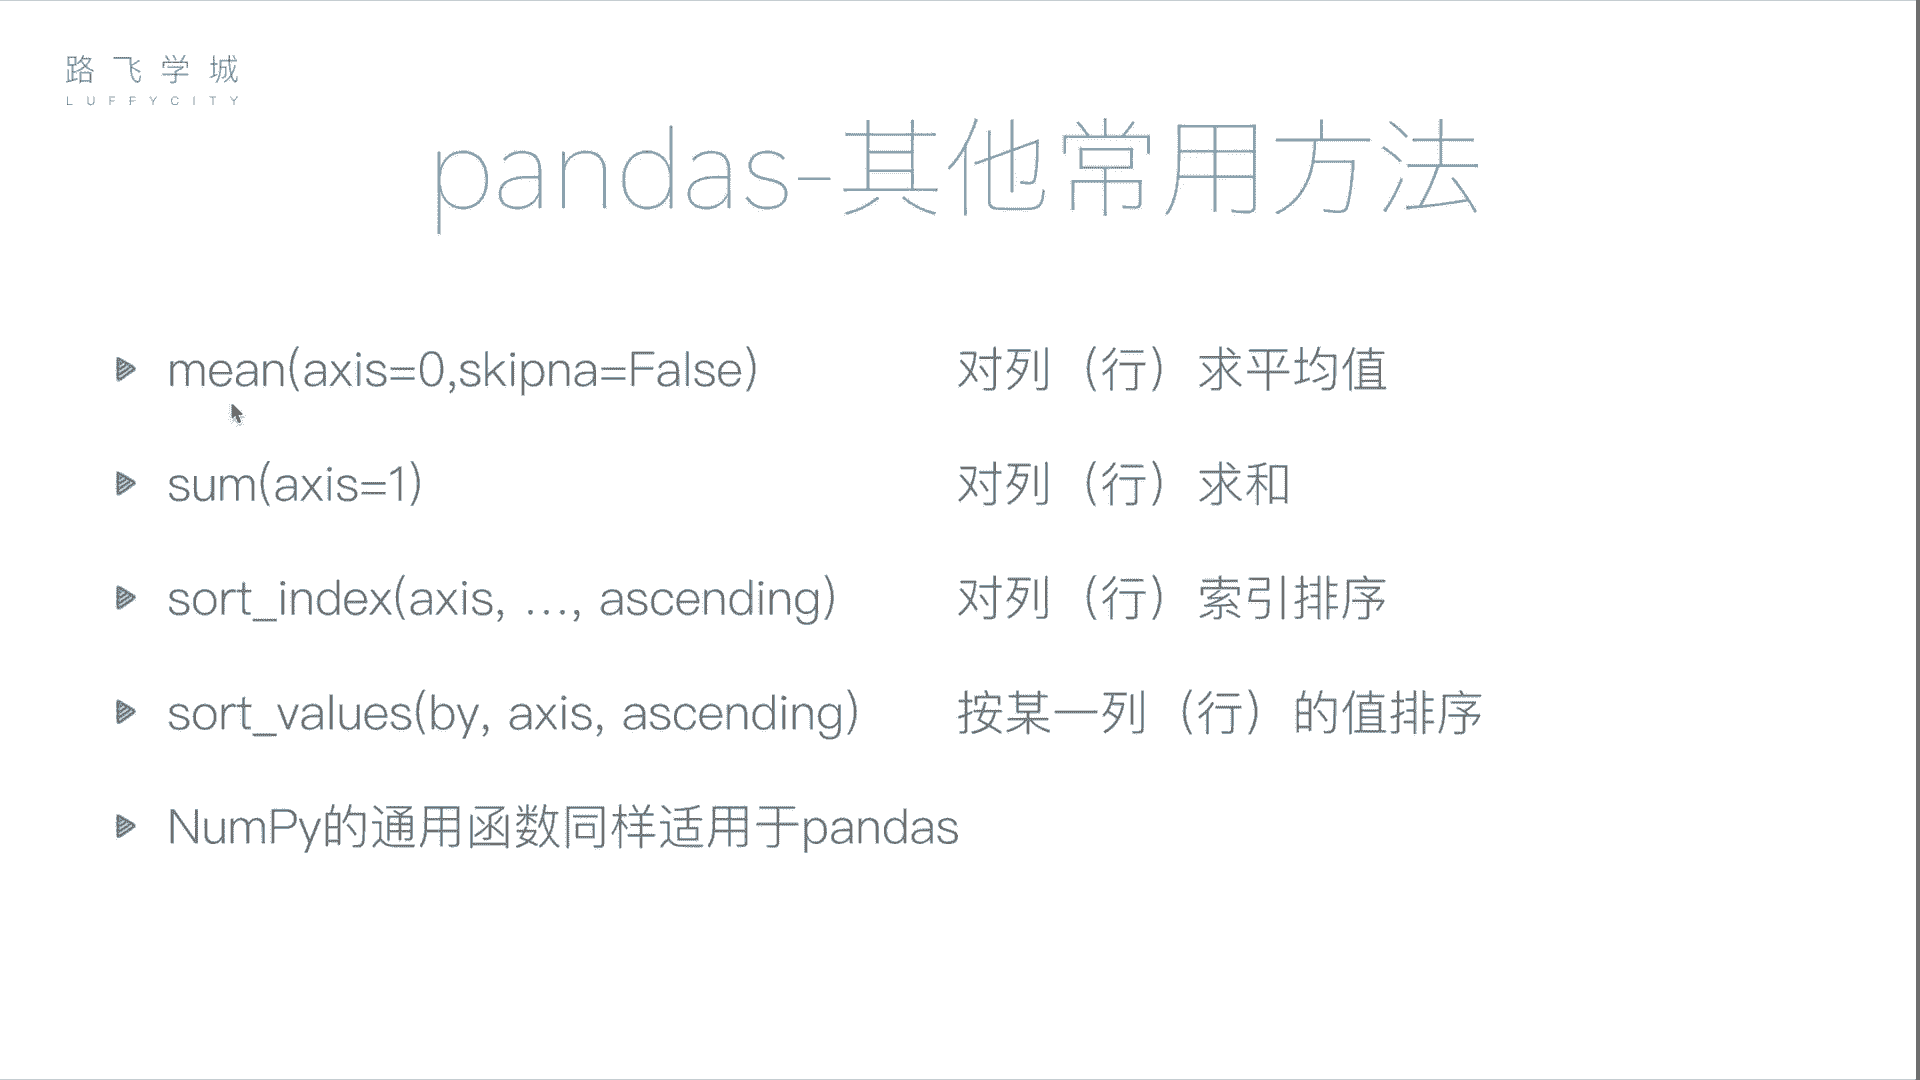 路飞学城
LUFFYCITY
pandas-其他常用方法
mean(axis=0,skipna=False) 对列（行）求平均值
sum(axis=1) 对列（行）求和
sort_index(axis, …, ascending) 对列（行）索引排序
sort_values(by, axis, ascending) 按某一列（行）的值排序
NumPy的通用函数同样适用于pandas